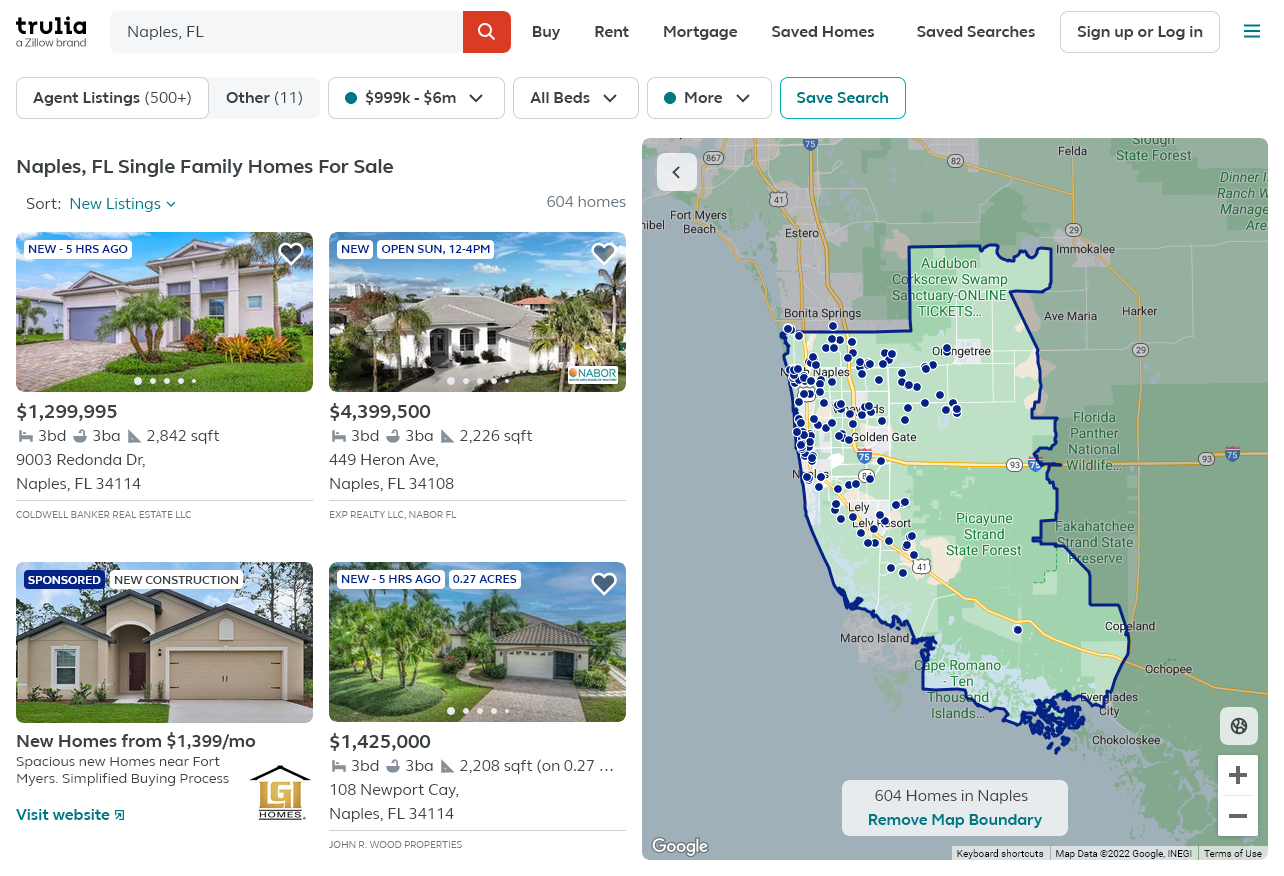 trulia
a Zillow brand
Naples, FL
Buy
Rent
Mortgage
Saved Homes
Saved Searches
Sign up or Log in
Agent Listings (500+)
Other (11)
$999k - $6m
All Beds
More
Save Search
Naples, FL Single Family Homes For Sale
Sort: New Listings
604 homes
NEW - 5 HRS AGO
$1,299,995
3bd 3ba 2,842 sqft
9003 Redonda Dr,
Naples, FL 34114
COLDWELL BANKER REAL ESTATE LLC
NEW OPEN SUN, 12-4PM
NABOR
$4,399,500
3bd 3ba 2,226 sqft
449 Heron Ave,
Naples, FL 34108
EXP REALTY LLC, NABOR FL
SPONSORED NEW CONSTRUCTION
New Homes from $1,399/mo
Spacious new Homes near Fort
Myers. Simplified Buying Process
Visit website
LGI
HOMES
NEW - 5 HRS AGO 0.27 ACRES
$1,425,000
3bd 3ba 2,208 sqft (on 0.27 …
108 Newport Cay,
Naples, FL 34114
JOHN R. WOOD PROPERTIES
75
867
82
Felda
Slough
State Forest
41
Fort Myers
Beach
nibel
Estero
29
Immokalee
Dinner I
Ranch W
Manage
Area
Audubon
Corkscrew Swamp
Sanctuary-ONLINE
TICKETS...
Bonita Springs
Ave Maria
Harker
29
Orangetree
Golden Gate
75
93
75
93
75
Florida
Panther
National
Wildlife...
Lely
Lely Resort
Picayune
Strand
State Forest
Fakahatchee
Strand State
Preserve
41
Marco Island
Copeland
Ochopee
Cape Romano
- Ten
Thousand
Islands...
Everglades
City
Chokoloskee
604 Homes in Naples
Remove Map Boundary
Google
Keyboard shortcuts
Map Data ©2022 Google, INEGI
Terms of Use